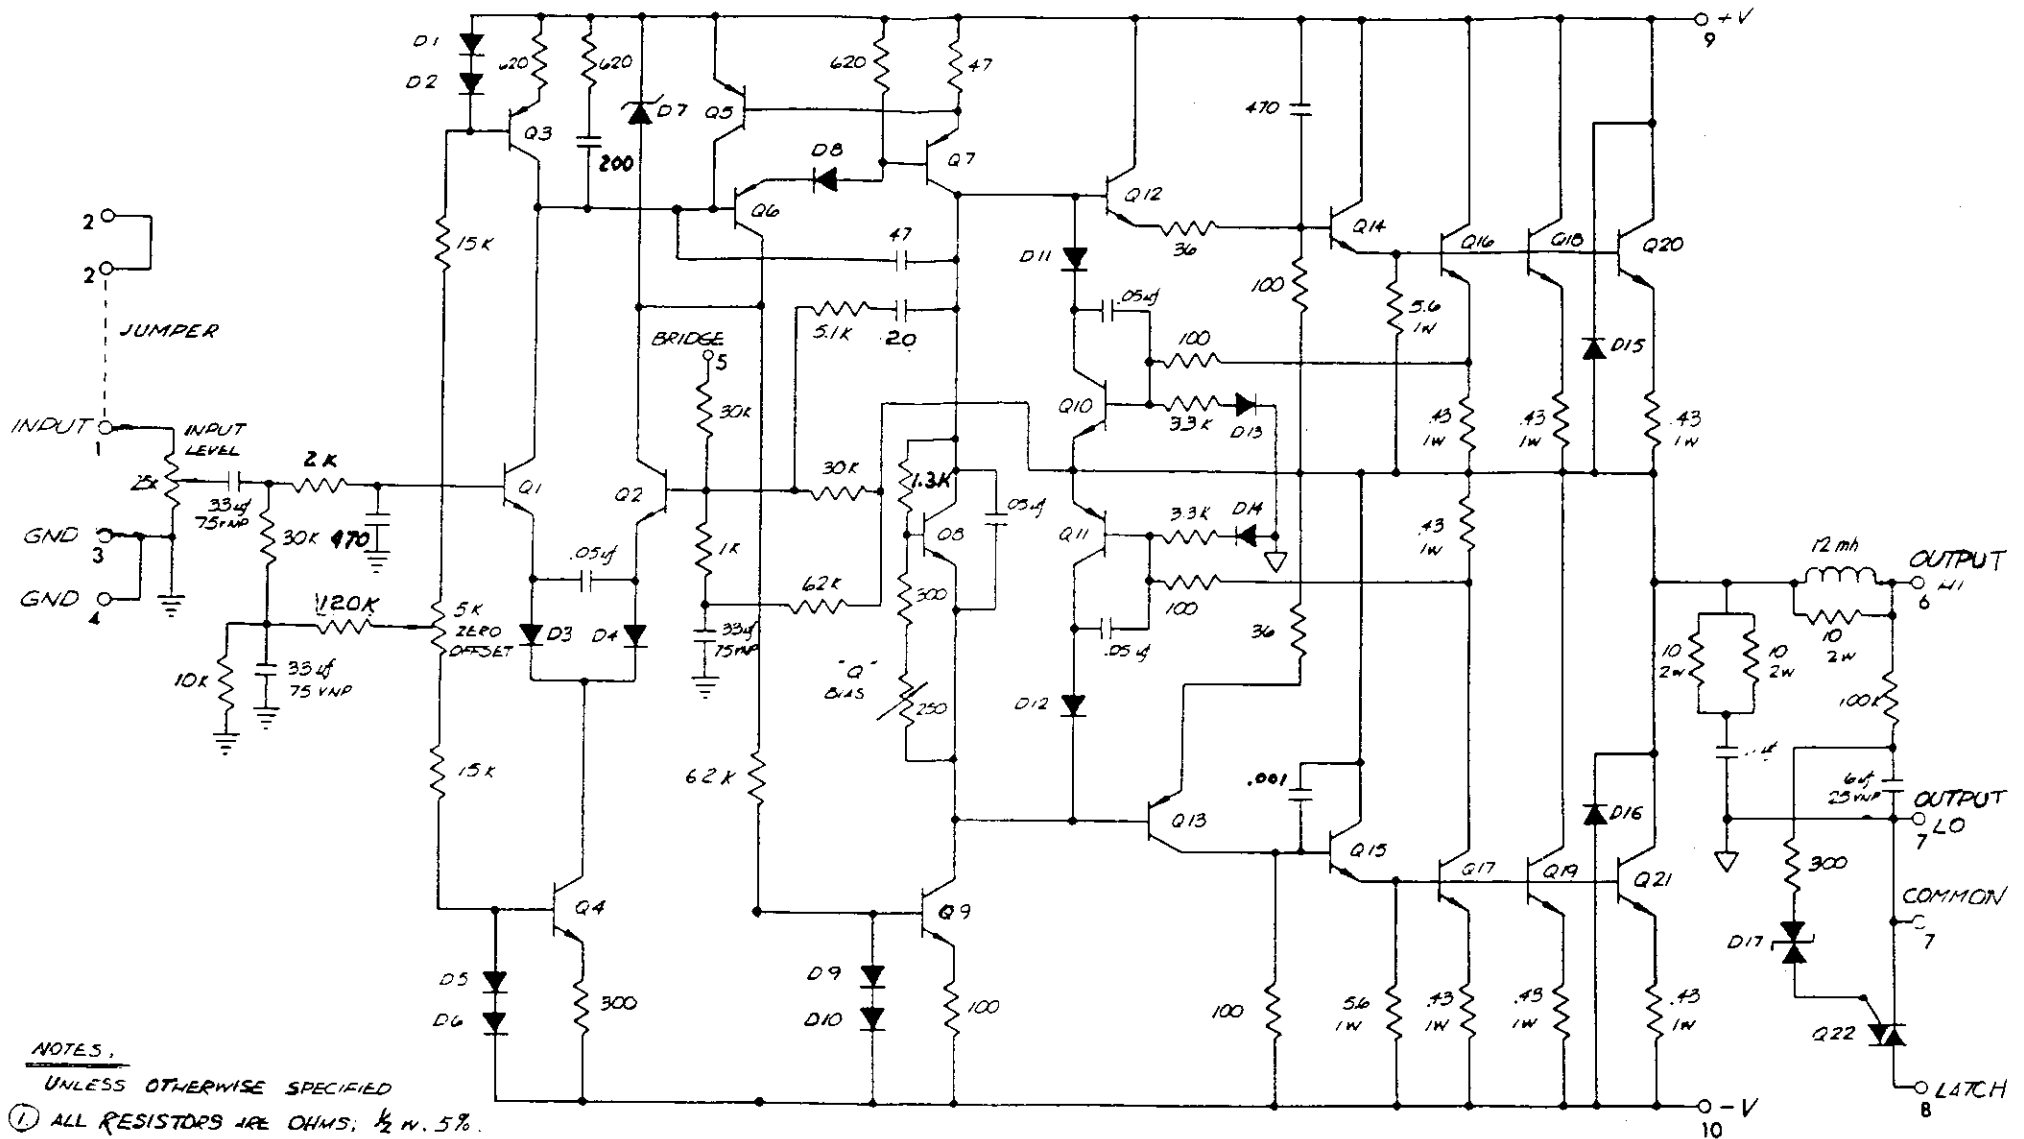 D1
D2
620
620
Q3
200
D7
Q5
620
47
Q7
D8
Q6
47
5.1K
20
BRIDGE
5
30K
15K
2
2
JUMPER
INPUT
1
INPUT
LEVEL
25K
33uf
75VNP
2K
30K
470
GND
3
GND
4
120K
10K
33uf
75VNP
5K
ZERO
OFFSET
Q1
Q2
.05uf
D3
D4
1K
30K
62K
33uf
75VNP
1.3K
Q8
.05uf
300
"Q"
BIAS
250
15K
6.2K
Q4
D5
D6
300
D9
D10
Q9
100
Q12
36
D11
.05uf
100
Q10
3.3K
D13
Q11
3.3K
D14
100
.05uf
D12
470
100
36
Q13
.001
Q14
5.6
1W
Q16
Q18
Q20
D15
.43
1W
.43
1W
.43
1W
.43
1W
Q15
Q17
Q19
Q21
D16
100
5.6
1W
.43
1W
.43
1W
.43
1W
+V
9
12mh
10
2W
OUTPUT
HI
6
10
2W
10
2W
100K
6uf
25VNP
OUTPUT
LO
7
300
D17
COMMON
7
Q22
LATCH
8
-V
10
NOTES.
UNLESS OTHERWISE SPECIFIED
1. ALL RESISTORS ARE OHMS; 1/2 W. 5%.